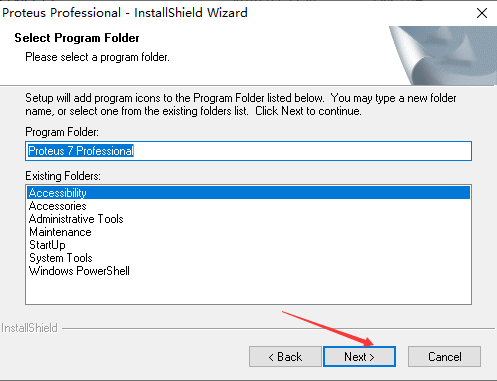 Proteus Professional - InstallShield Wizard
Select Program Folder
Please select a program folder.
Setup will add program icons to the Program Folder listed below. You may type a new folder
name, or select one from the existing folders list. Click Next to continue.
Program Folder:
Proteus 7 Professional
Existing Folders:
Accessibility
Accessories
Administrative Tools
Maintenance
StartUp
System Tools
Windows PowerShell
InstallShield
< Back
Next >
Cancel